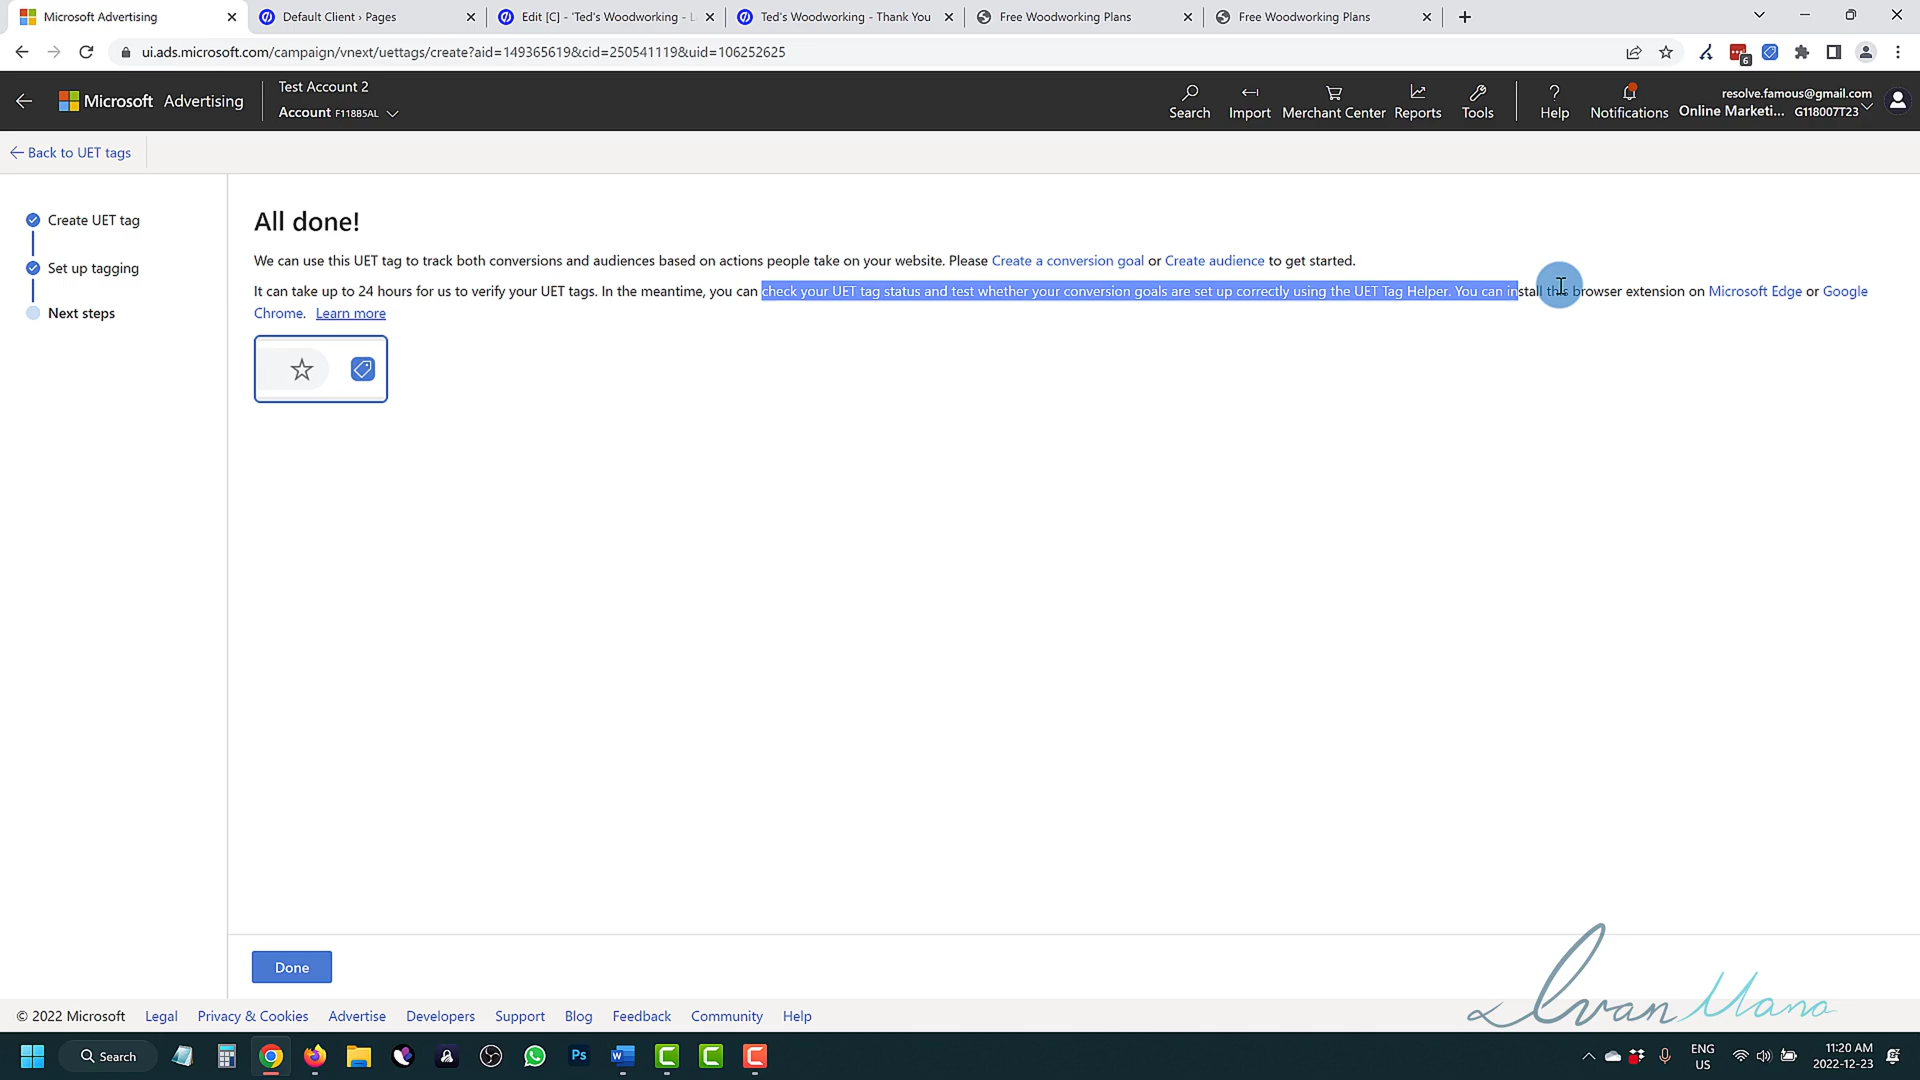 Microsoft Advertising
Default Client › Pages
Edit [C] - 'Ted's Woodworking - L
Ted's Woodworking - Thank You
Free Woodworking Plans
Free Woodworking Plans
ui.ads.microsoft.com/campaign/vnext/uettags/create?aid=149365619&cid=250541119&uid=106252625
6
Microsoft Advertising
Test Account 2
Account F118B5AL
Search
Import
Merchant Center
Reports
Tools
Help
Notifications
resolve.famous@gmail.com
Online Marketi... G118007T23
Back to UET tags
Create UET tag
Set up tagging
Next steps
All done!
We can use this UET tag to track both conversions and audiences based on actions people take on your website. Please Create a conversion goal or Create audience to get started.
It can take up to 24 hours for us to verify your UET tags. In the meantime, you can check your UET tag status and test whether your conversion goals are set up correctly using the UET Tag Helper. You can install this browser extension on Microsoft Edge or Google
Chrome. Learn more
Done
Ivan Mana
© 2022 Microsoft Legal Privacy & Cookies Advertise Developers Support Blog Feedback Community Help
Search
Ps
ENG
US
11:20 AM
2022-12-23